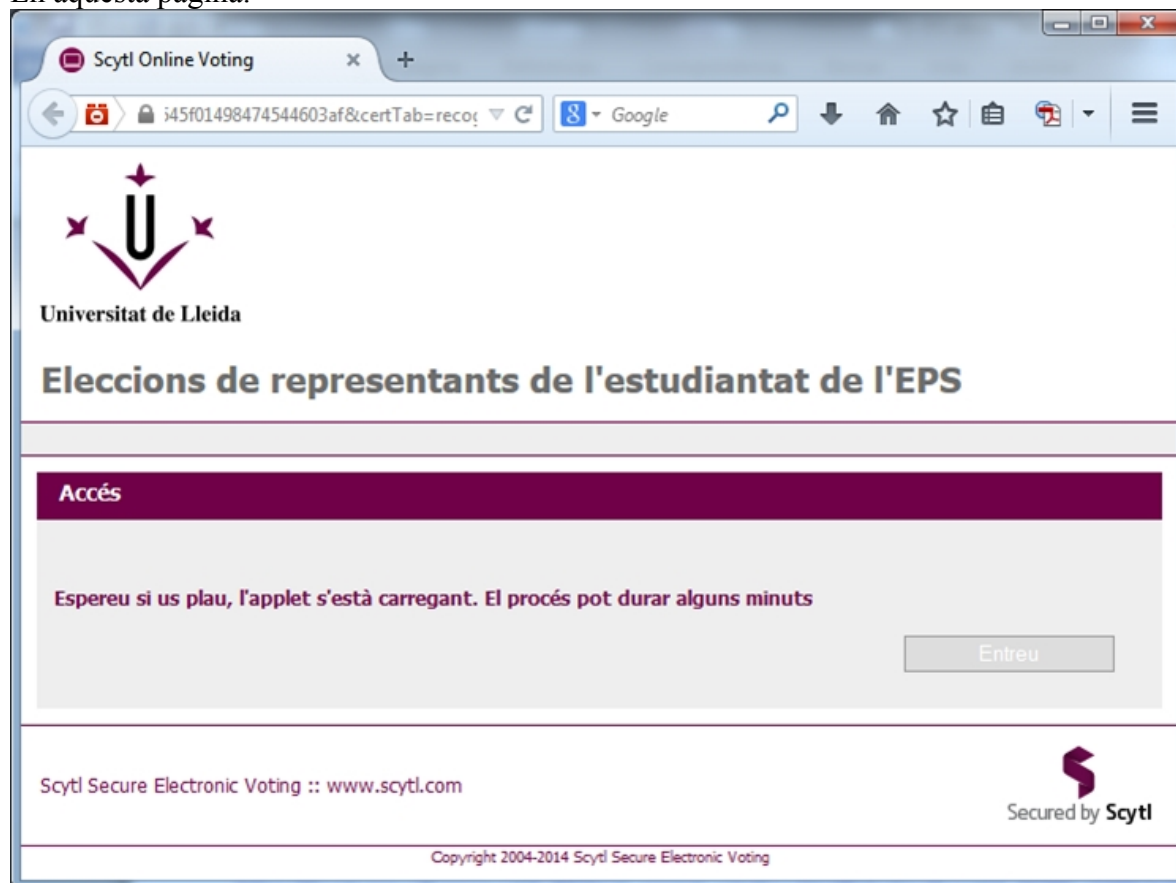 En aquesta pàgina:
Scytl Online Voting
545f01498474544603af&certTab=recog
Google
Universitat de Lleida
Eleccions de representants de l'estudiantat de l'EPS
Accés
Espereu si us plau, l'applet s'està carregant. El procés pot durar alguns minuts
Entreu
Scytl Secure Electronic Voting :: www.scytl.com
Secured by Scytl
Copyright 2004-2014 Scytl Secure Electronic Voting